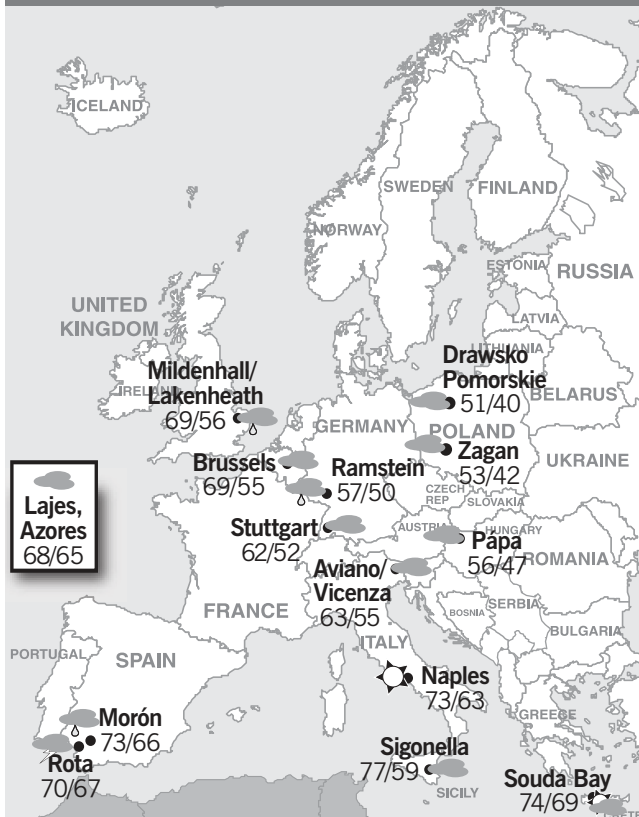 ICELAND
SWEDEN
FINLAND
NORWAY
ESTONIA
RUSSIA
LATVIA
LITHUANIA
UNITED
KINGDOM
IRELAND
Mildenhall/
Lakenheath
69/56
Drawsko
Pomorskie
51/40
BELARUS
GERMANY
POLAND
Zagan
53/42
UKRAINE
Brussels
69/55
Ramstein
57/50
CZECH
REP
SLOVAKIA
Lajes,
Azores
68/65
Stuttgart
62/52
AUSTRIA
HUNGARY
Pápa
56/47
ROMANIA
Aviano/
Vicenza
63/55
FRANCE
BOSNIA
SERBIA
BULGARIA
ITALY
PORTUGAL
SPAIN
Naples
73/63
GREECE
Morón
73/66
Rota
70/67
Sigonella
77/59
SICILY
Souda Bay
74/69